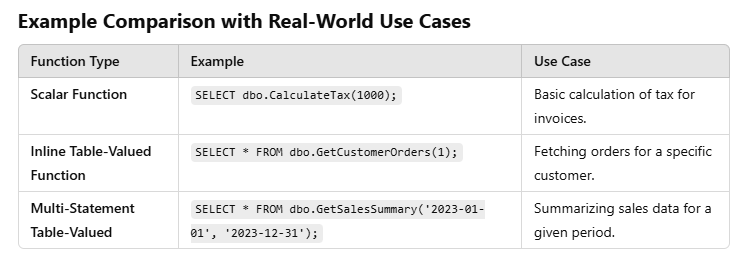 Example Comparison with Real-World Use Cases
Function Type Example Use Case
Scalar Function SELECT dbo.CalculateTax(1000); Basic calculation of tax for
invoices.
Inline Table-Valued SELECT * FROM dbo.GetCustomerOrders(1); Fetching orders for a specific
Function customer.
Multi-Statement SELECT * FROM dbo.GetSalesSummary('2023-01- Summarizing sales data for a
Table-Valued 01', '2023-12-31'); given period.